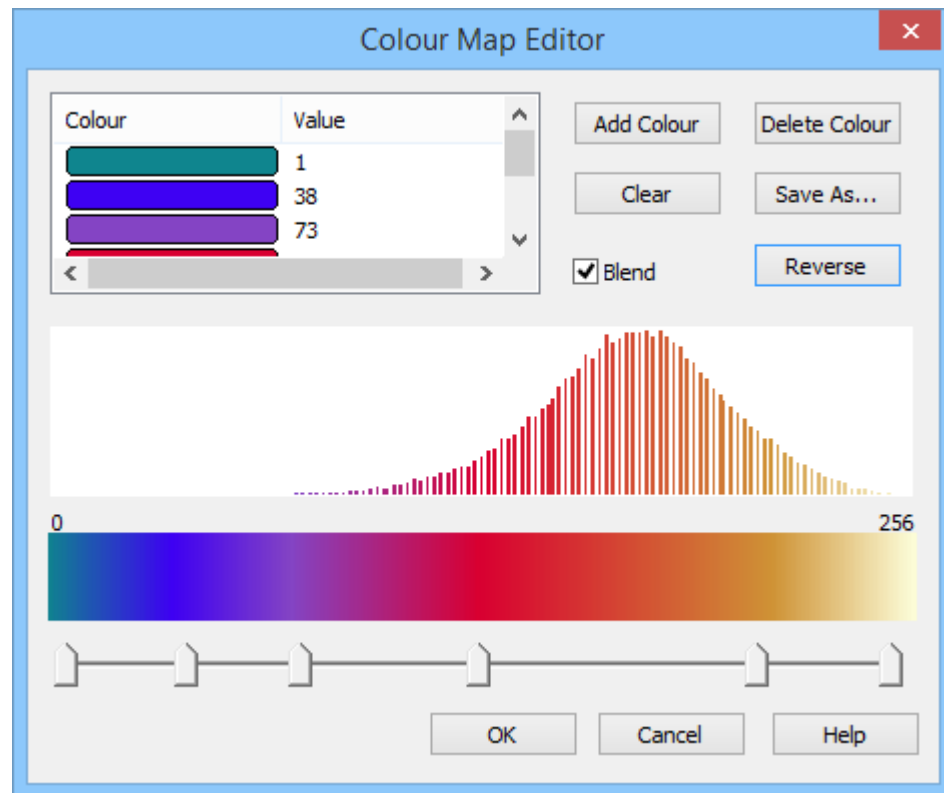 Colour Map Editor
Colour Value
1
38
73
Add Colour Delete Colour
Clear Save As...
Blend Reverse
0 256
OK Cancel Help